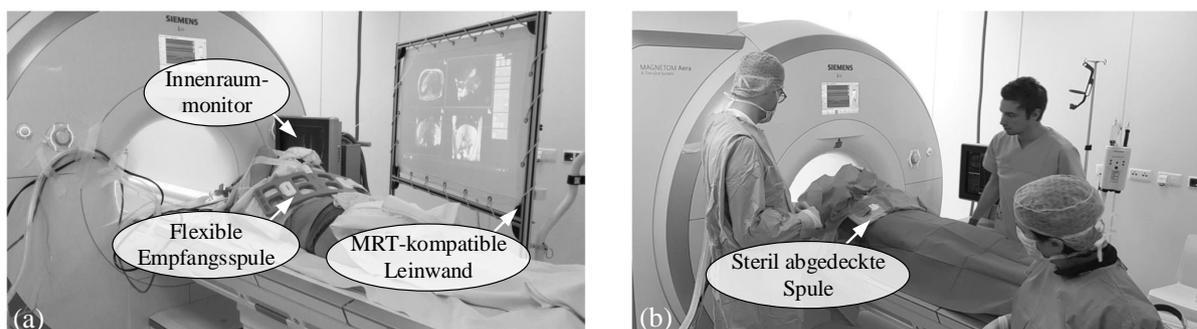 SIEMENS
Innenraum-
monitor
Flexible
Empfangsspule
MRT-kompatible
Leinwand
(a)
MAGNETOM Aera
SIEMENS
Steril abgedeckte
Spule
(b)